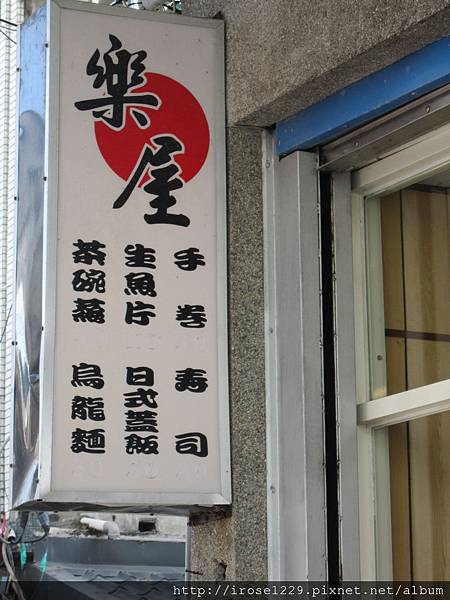 樂屋
手卷 壽司
生魚片 日式蓋飯
茶碗蒸 烏龍麵
http://irose1229.pixnet.net/album